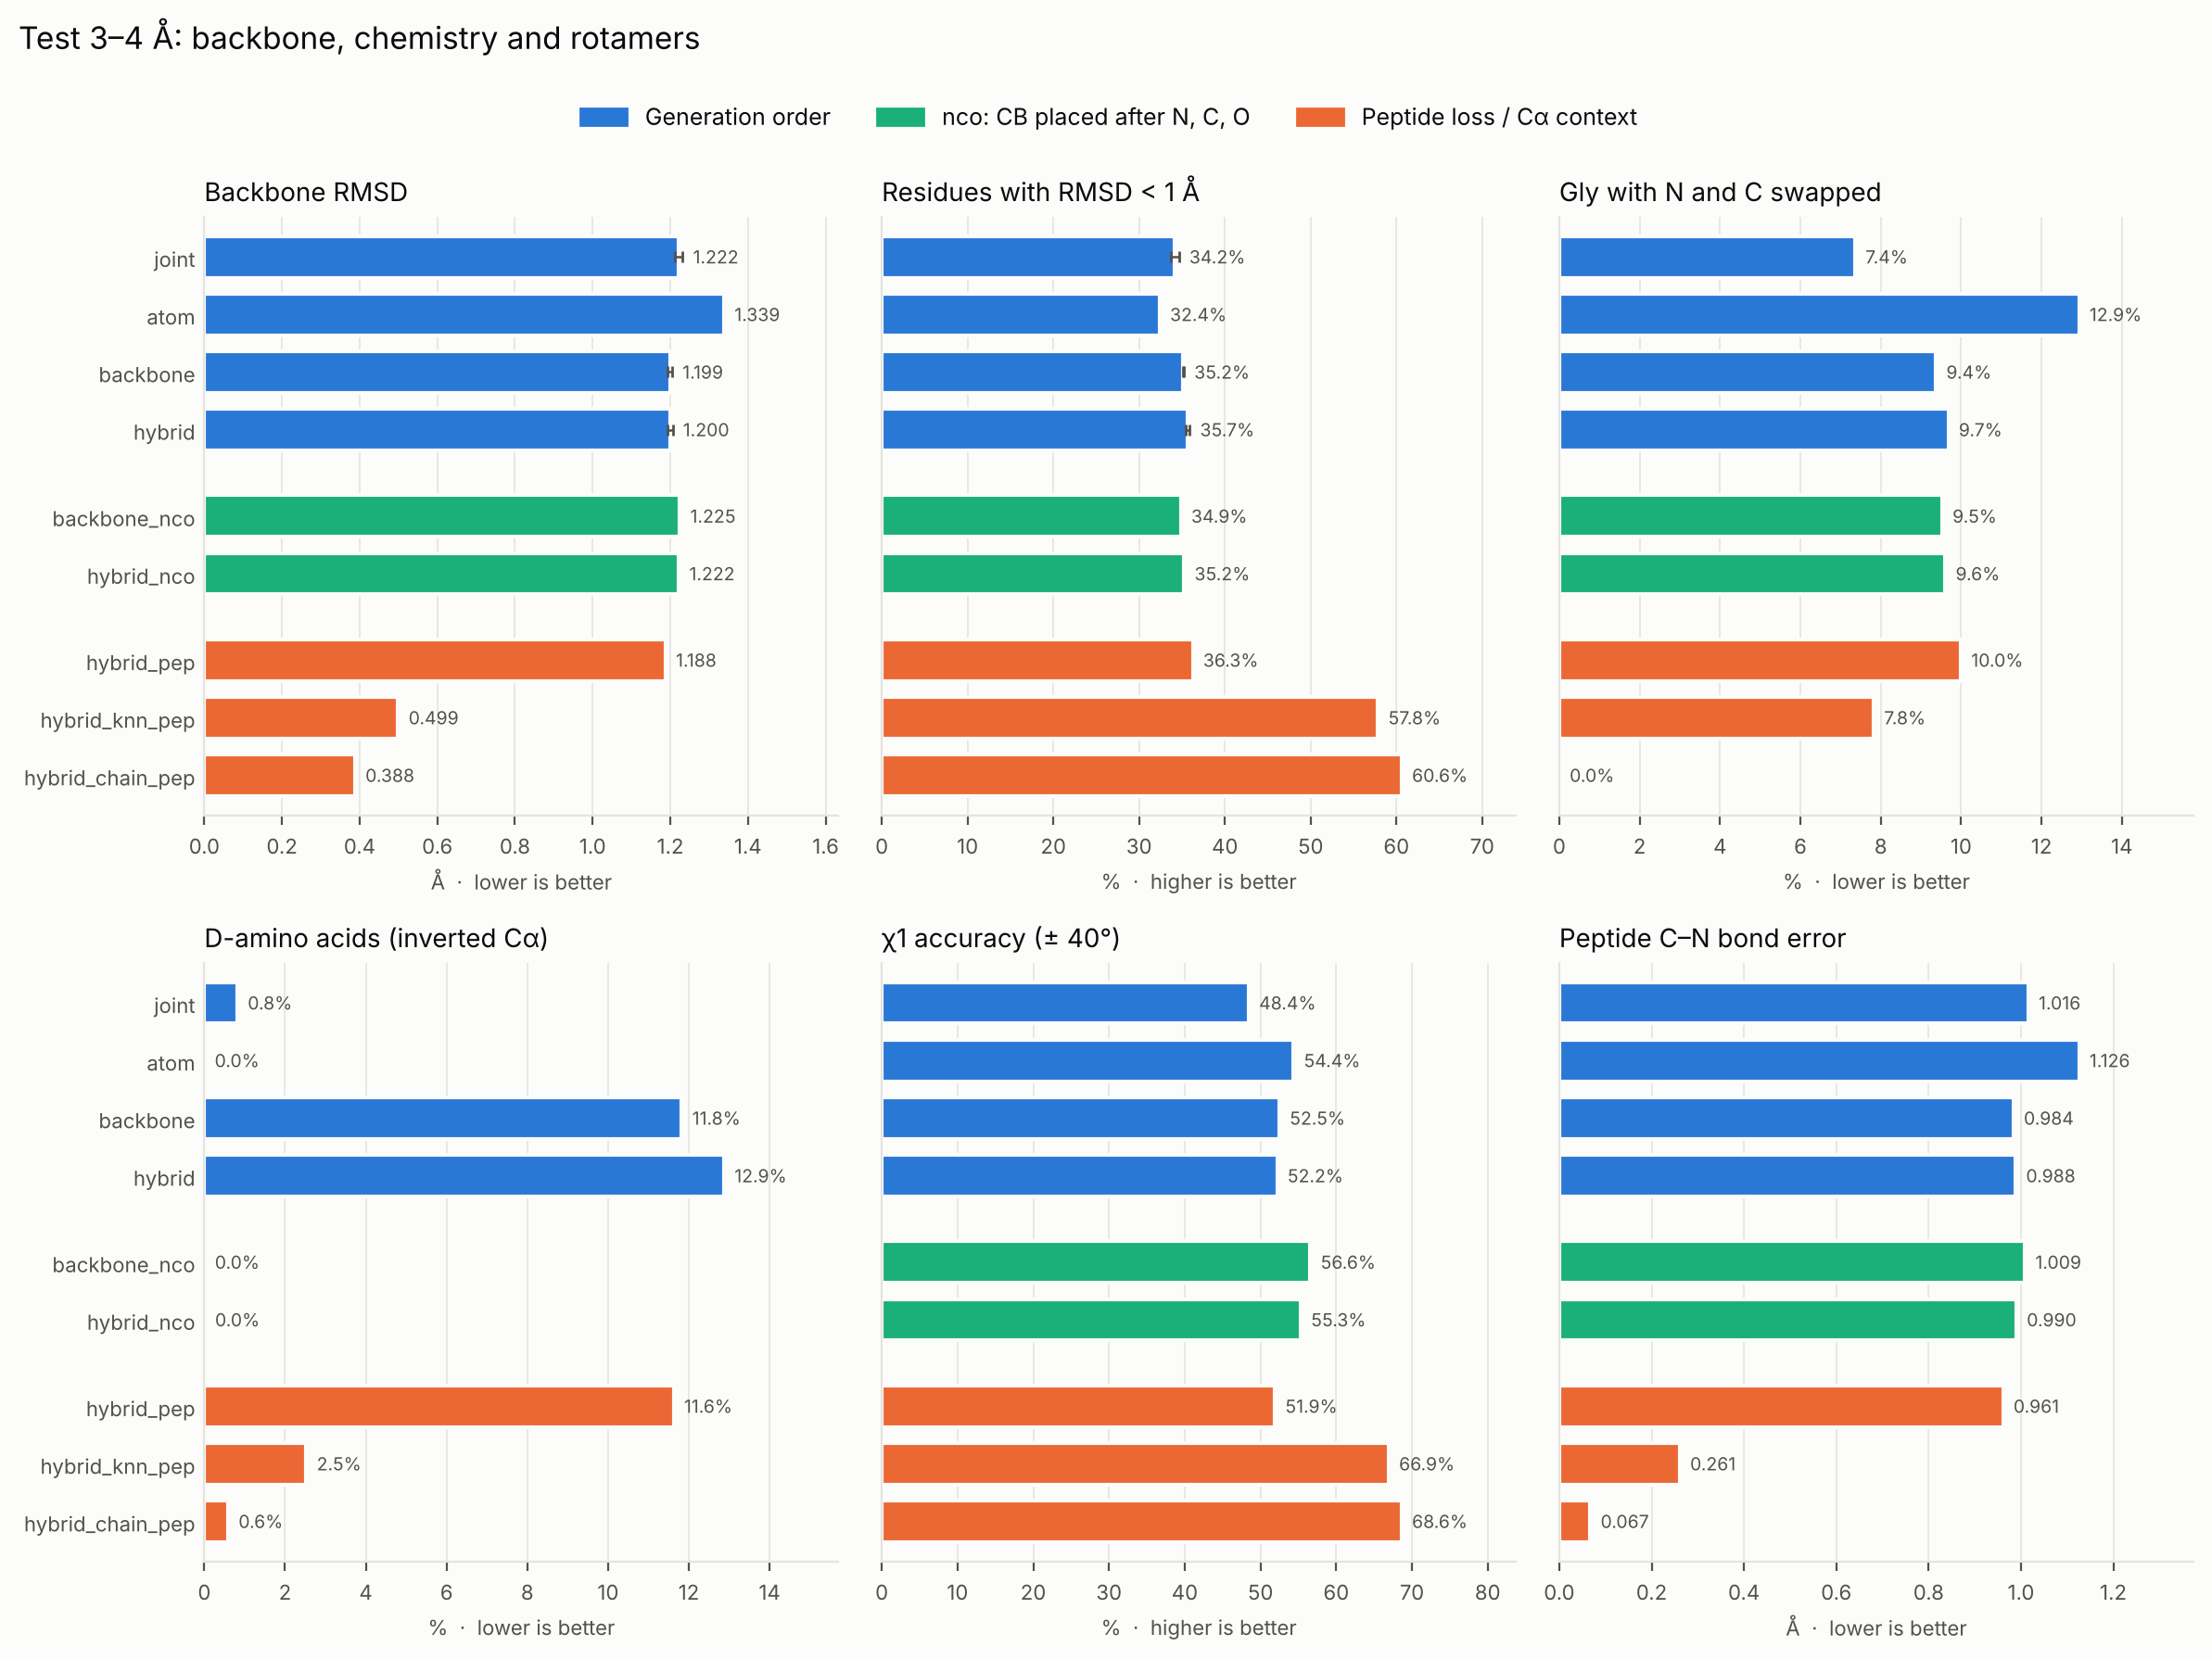 Test 3–4 Å: backbone, chemistry and rotamers
Generation order
nco: CB placed after N, C, O
Peptide loss / Cα context
Backbone RMSD
joint
1.222
atom
1.339
backbone
1.199
hybrid
1.200
backbone_nco
1.225
hybrid_nco
1.222
hybrid_pep
1.188
hybrid_knn_pep
0.499
hybrid_chain_pep
0.388
0.0 0.2 0.4 0.6 0.8 1.0 1.2 1.4 1.6
Å · lower is better
Residues with RMSD < 1 Å
34.2%
32.4%
35.2%
35.7%
34.9%
35.2%
36.3%
57.8%
60.6%
0 10 20 30 40 50 60 70
% · higher is better
Gly with N and C swapped
7.4%
12.9%
9.4%
9.7%
9.5%
9.6%
10.0%
7.8%
0.0%
0 2 4 6 8 10 12 14
% · lower is better
D-amino acids (inverted Cα)
joint
0.8%
atom
0.0%
backbone
11.8%
hybrid
12.9%
backbone_nco
0.0%
hybrid_nco
0.0%
hybrid_pep
11.6%
hybrid_knn_pep
2.5%
hybrid_chain_pep
0.6%
0 2 4 6 8 10 12 14
% · lower is better
χ1 accuracy (± 40°)
48.4%
54.4%
52.5%
52.2%
56.6%
55.3%
51.9%
66.9%
68.6%
0 10 20 30 40 50 60 70 80
% · higher is better
Peptide C–N bond error
1.016
1.126
0.984
0.988
1.009
0.990
0.961
0.261
0.067
0.0 0.2 0.4 0.6 0.8 1.0 1.2
Å · lower is better